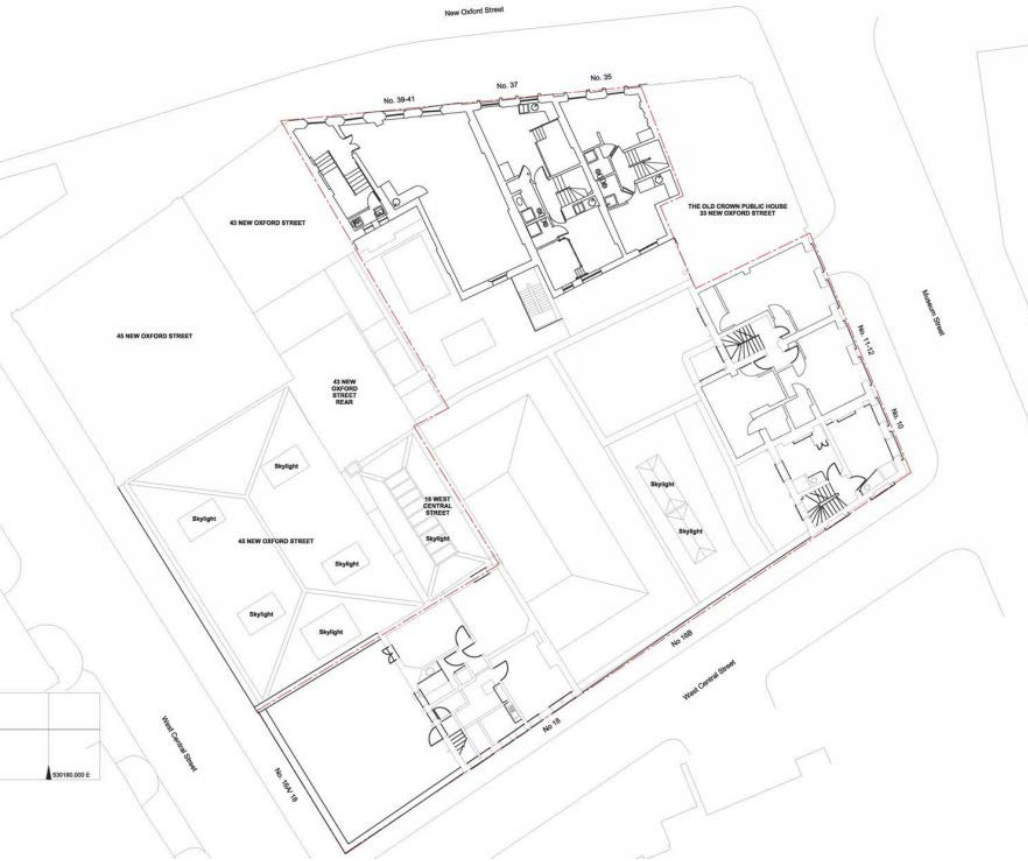 New Oxford Street
No. 39-41
No. 37
No. 35
43 NEW OXFORD STREET
THE OLD CROWN PUBLIC HOUSE
33 NEW OXFORD STREET
Museum Street
No. 11-12
No. 10
45 NEW OXFORD STREET
43 NEW
OXFORD
STREET
REAR
Skylight
Skylight
45 NEW OXFORD STREET
Skylight
Skylight
Skylight
16 WEST
CENTRAL
STREET
Skylight
Skylight
Skylight
No 16B
West Central Street
No 18
West Central Street
No. 16A/ 18
530160.000 E